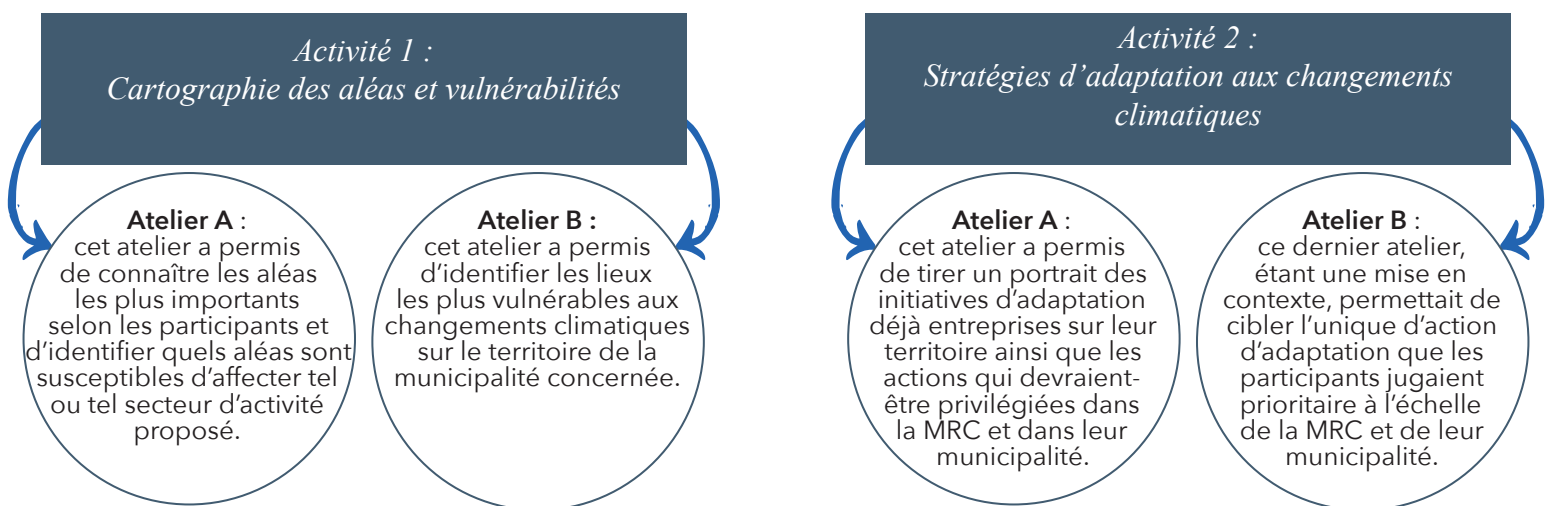 Activité 1 :
Cartographie des aléas et vulnérabilités
Atelier A :
cet atelier a permis
de connaître les aléas
les plus importants
selon les participants et
d’identifier quels aléas sont
susceptibles d’affecter tel
ou tel secteur d’activité
proposé.
Atelier B :
cet atelier a permis
d’identifier les lieux
les plus vulnérables aux
changements climatiques
sur le territoire de la
municipalité concernée.
Activité 2 :
Stratégies d’adaptation aux changements
climatiques
Atelier A :
cet atelier a permis
de tirer un portrait des
initiatives d’adaptation
déjà entreprises sur leur
territoire ainsi que les
actions qui devraient-
être privilégiées dans
la MRC et dans leur
municipalité.
Atelier B :
ce dernier atelier,
étant une mise en
contexte, permettait de
cibler l’unique d’action
d’adaptation que les
participants jugaient
prioritaire à l’échelle
de la MRC et de leur
municipalité.